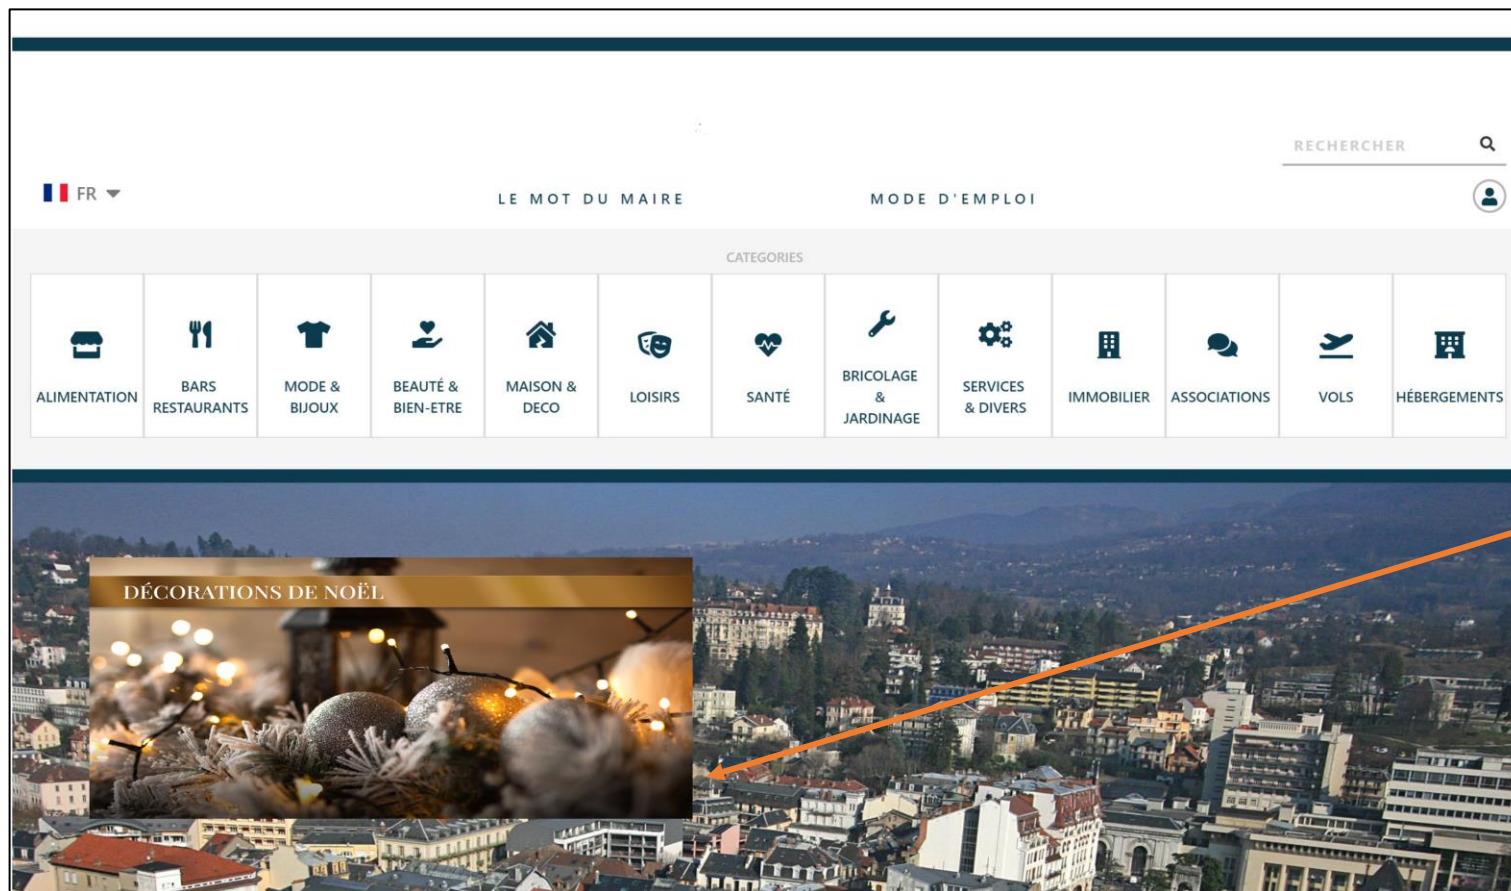 RECHERCHER
FR
LE MOT DU MAIRE
MODE D'EMPLOI
CATEGORIES
ALIMENTATION
BARS
RESTAURANTS
MODE &
BIJOUX
BEAUTÉ &
BIEN-ETRE
MAISON &
DECO
LOISIRS
SANTÉ
BRICOLAGE
&
JARDINAGE
SERVICES
& DIVERS
IMMOBILIER
ASSOCIATIONS
VOLS
HÉBERGEMENTS
DÉCORATIONS DE NOËL